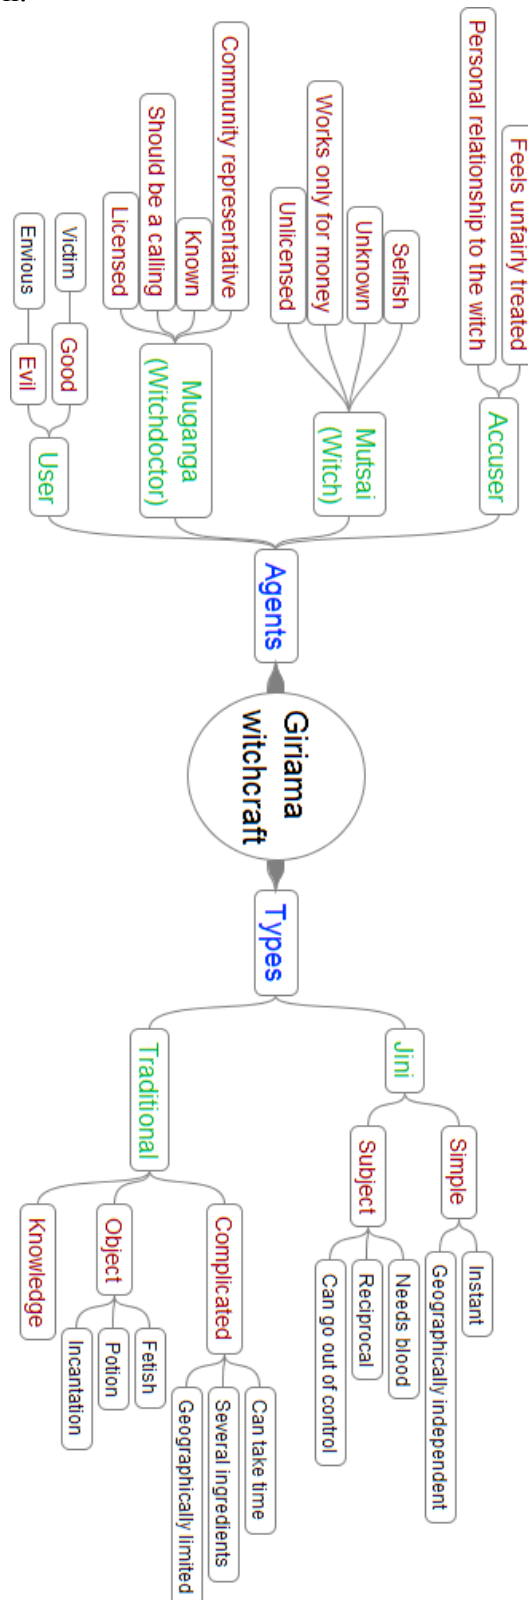 Feels unfairly treated
Personal relationship to the witch
Accuser
Selfish
Unknown
Works only for money
Unlicensed
Mutsai
(Witch)
Community representative
Known
Should be a calling
Licensed
Muganga
(Witchdoctor)
Victim
Good
Envious
Evil
User
Agents
Giriama
witchcraft
Types
Jini
Simple
Instant
Geographically independent
Subject
Needs blood
Reciprocal
Can go out of control
Traditional
Complicated
Can take time
Several ingredients
Geographically limited
Object
Fetish
Potion
Incantation
Knowledge